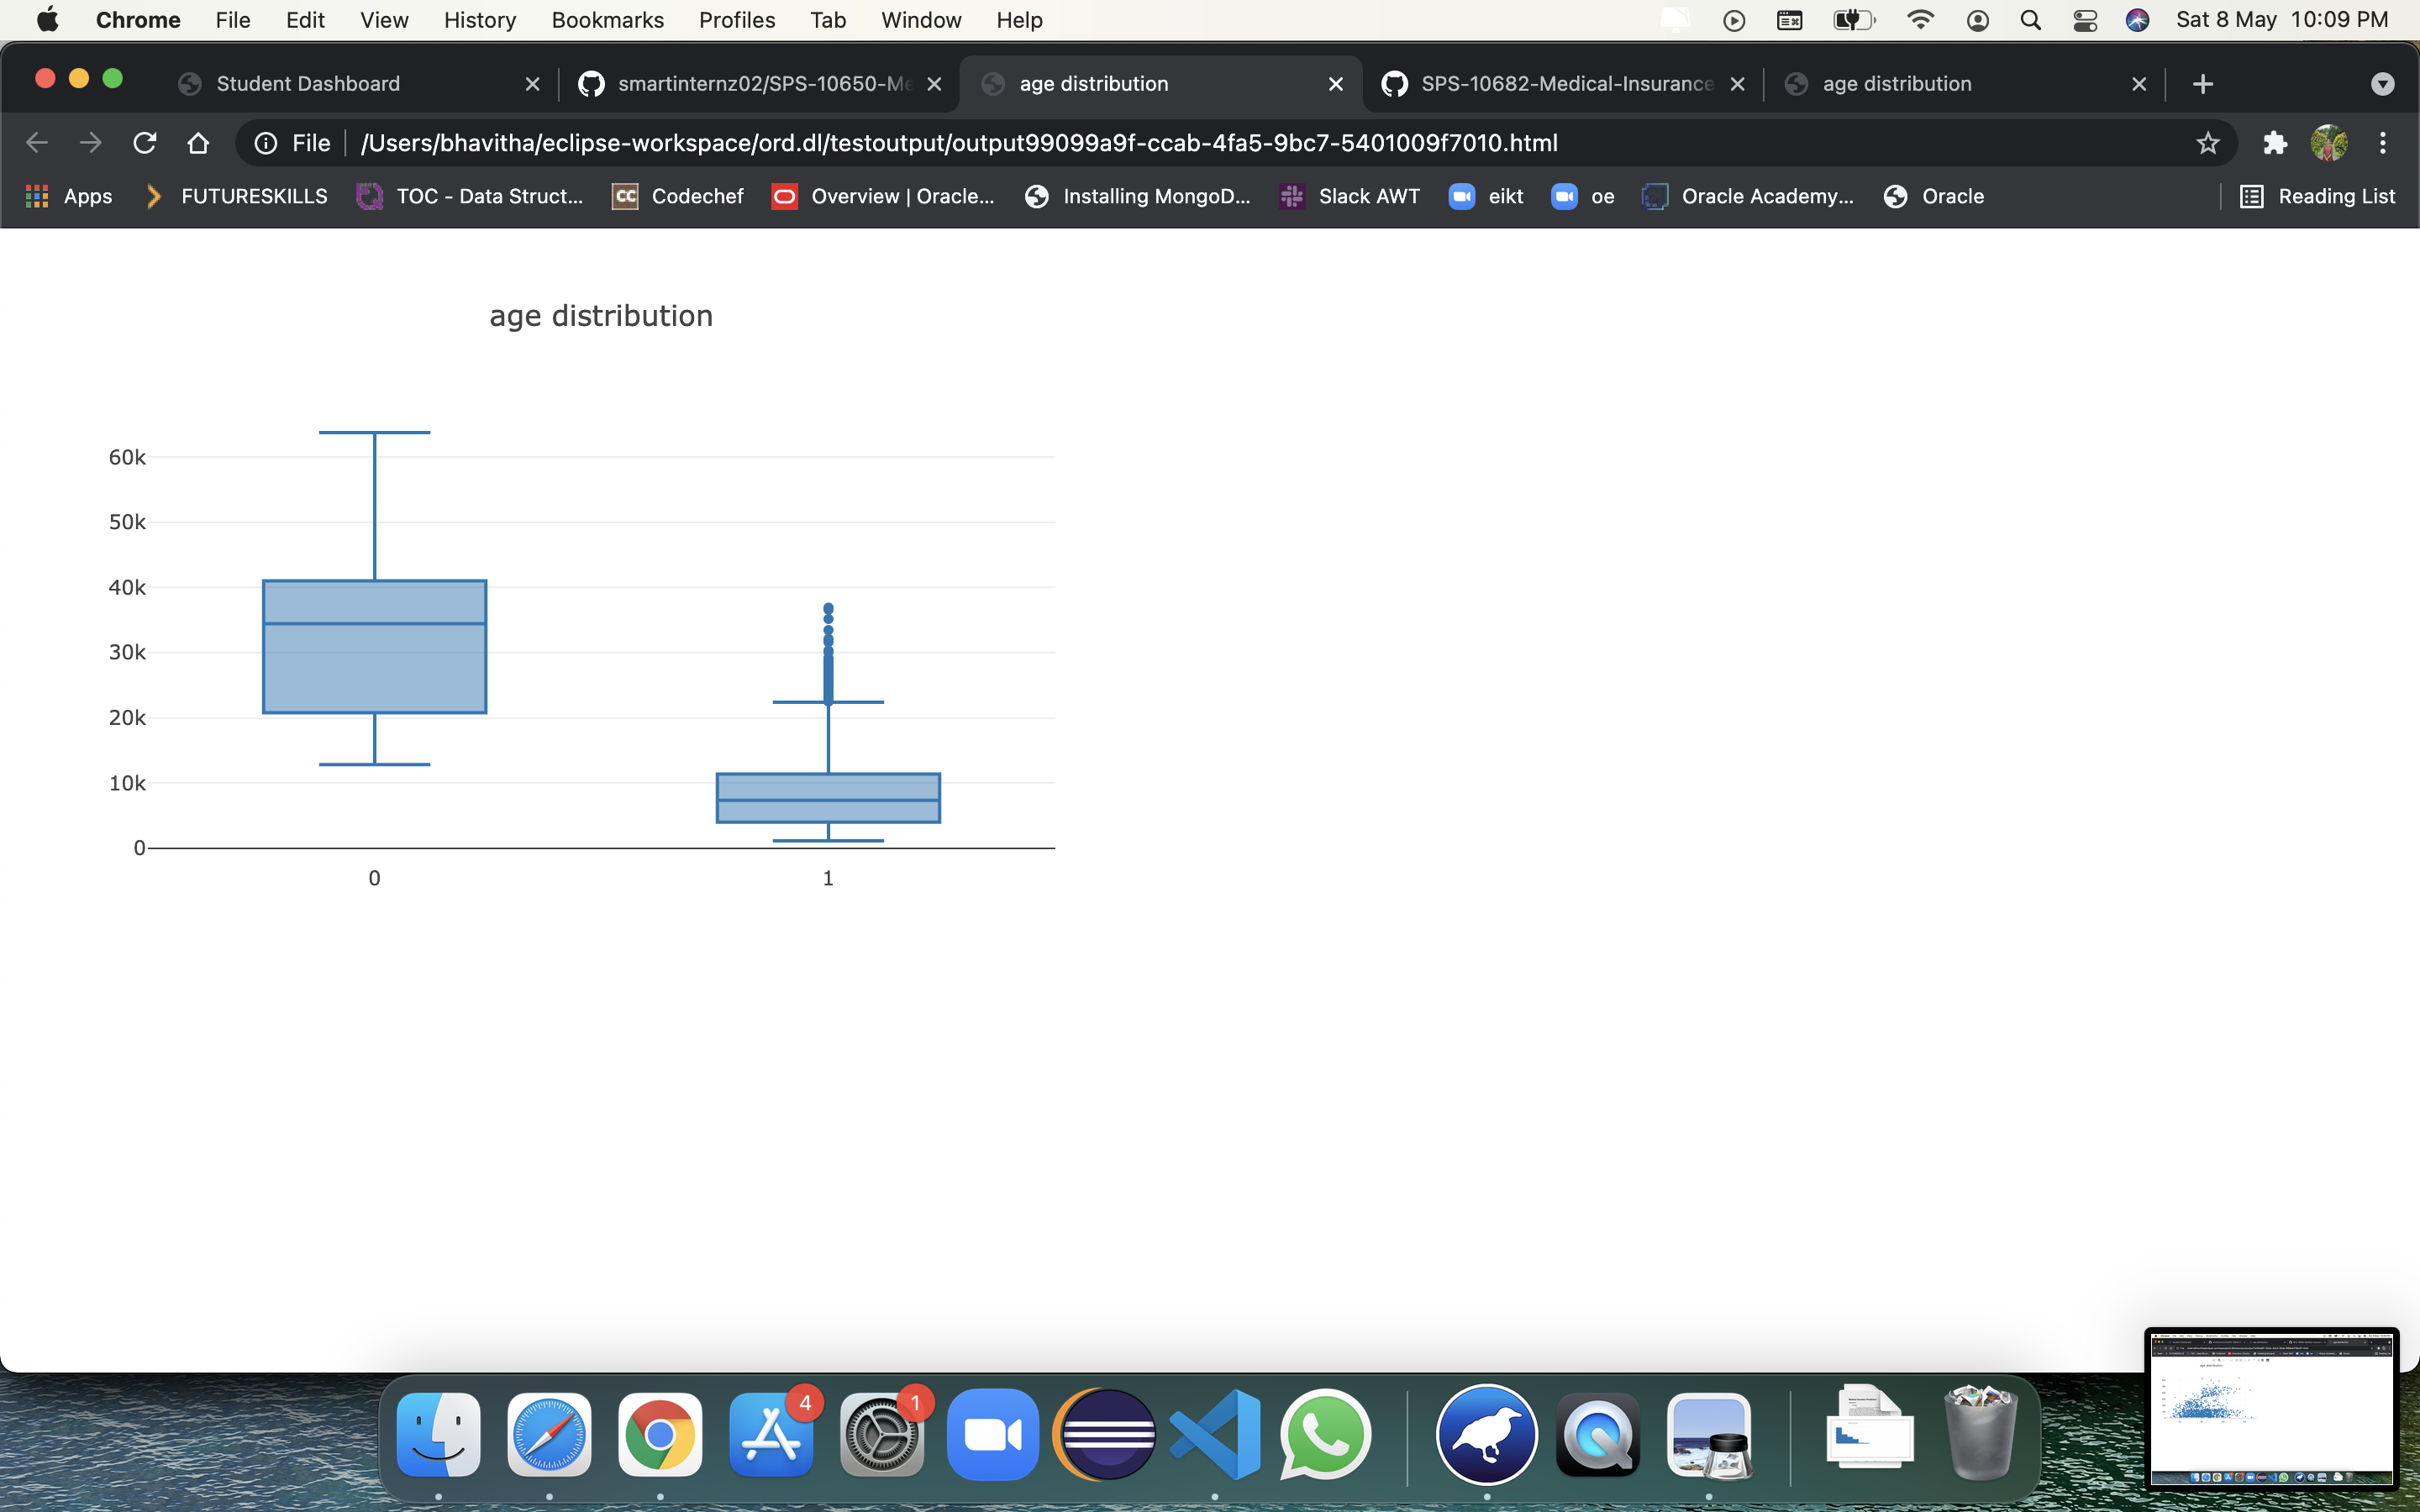 Chrome File Edit View History Bookmarks Profiles Tab Window Help Sat 8 May 10:09 PM
Student Dashboard smartinternz02/SPS-10650-Me age distribution SPS-10682-Medical-Insurance age distribution
File /Users/bhavitha/eclipse-workspace/ord.dl/testoutput/output99099a9f-ccab-4fa5-9bc7-5401009f7010.html
Apps FUTURESKILLS TOC - Data Struct... CC Codechef Overview | Oracle... Installing MongoD... Slack AWT eikt oe Oracle Academy... Oracle Reading List
age distribution
60k
50k
40k
30k
20k
10k
0
0 1
4 1